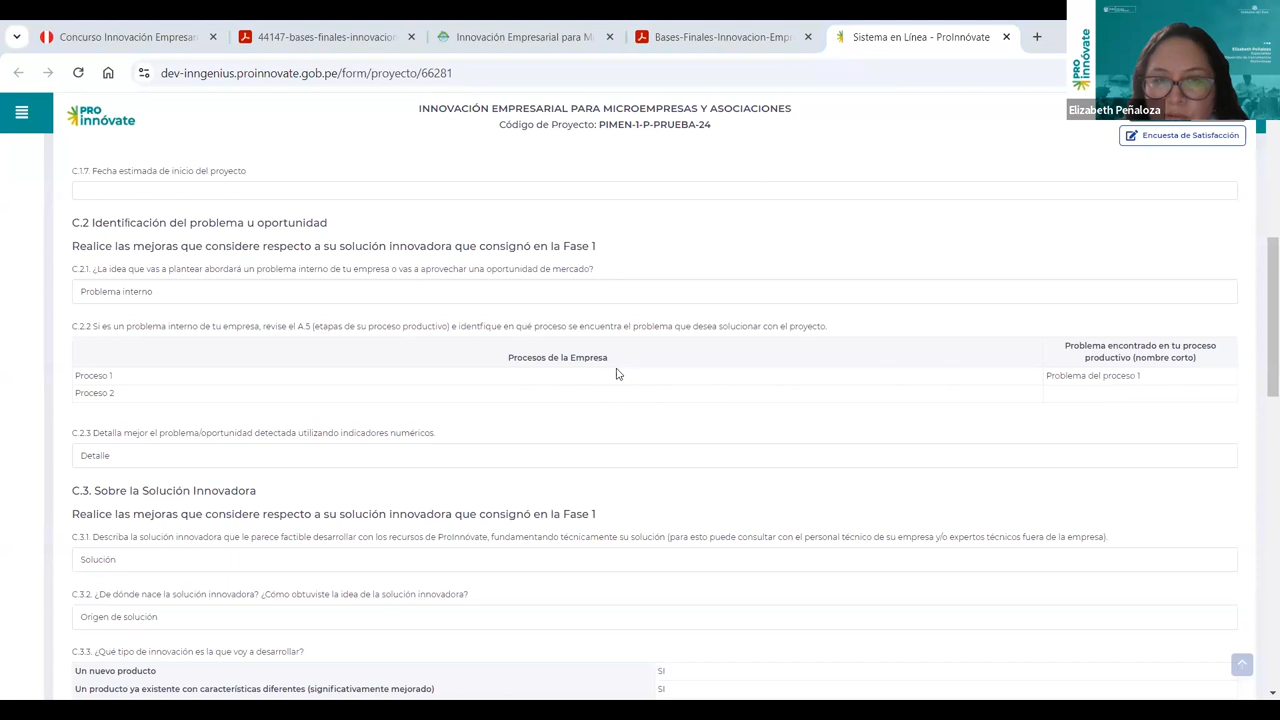 Concurso Innovación Empresari
44147-bases-finales-innovacion
Innovación Empresarial para M
Bases-Finales-Innovacion-Emp
Sistema en Línea - ProInnóvate
dev-inngenius.proinnovate.gob.pe/form/proyecto/66281
PRO innóvate
Elizabeth Peñaloza
Elizabeth Peñaloza
PRO
innóvate
INNOVACIÓN EMPRESARIAL PARA MICROEMPRESAS Y ASOCIACIONES
Código de Proyecto: PIMEN-1-P-PRUEBA-24
Encuesta de Satisfacción
C.1.7. Fecha estimada de inicio del proyecto
C.2 Identificación del problema u oportunidad
Realice las mejoras que considere respecto a su solución innovadora que consignó en la Fase 1
C.2.1. ¿La idea que vas a plantear abordará un problema interno de tu empresa o vas a aprovechar una oportunidad de mercado?
Problema interno
C.2.2 Si es un problema interno de tu empresa, revise el A.5 (etapas de su proceso productivo) e identfique en qué proceso se encuentra el problema que desea solucionar con el proyecto.
Procesos de la Empresa
Problema encontrado en tu proceso
productivo (nombre corto)
Proceso 1
Problema del proceso 1
Proceso 2
C.2.3 Detalla mejor el problema/oportunidad detectada utilizando indicadores numéricos.
Detalle
C.3. Sobre la Solución Innovadora
Realice las mejoras que considere respecto a su solución innovadora que consignó en la Fase 1
C.3.1. Describa la solución innovadora que le parece factible desarrollar con los recursos de ProInnóvate, fundamentando técnicamente su solución (para esto puede consultar con el personal técnico de su empresa y/o expertos técnicos fuera de la empresa).
Solución
C.3.2. ¿De dónde nace la solución innovadora? ¿Cómo obtuviste la idea de la solución innovadora?
Origen de solución
C.3.3. ¿Qué tipo de innovación es la que voy a desarrollar?
Un nuevo producto
SI
Un producto ya existente con características diferentes (significativamente mejorado)
SI